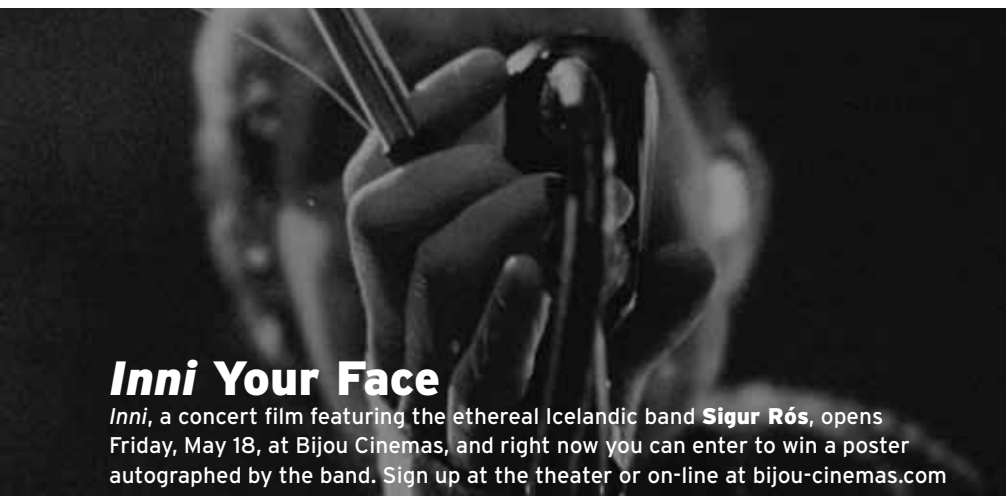 Inni Your Face
Inni, a concert film featuring the ethereal Icelandic band Sigur Rós, opens
Friday, May 18, at Bijou Cinemas, and right now you can enter to win a poster
autographed by the band. Sign up at the theater or on-line at bijou-cinemas.com